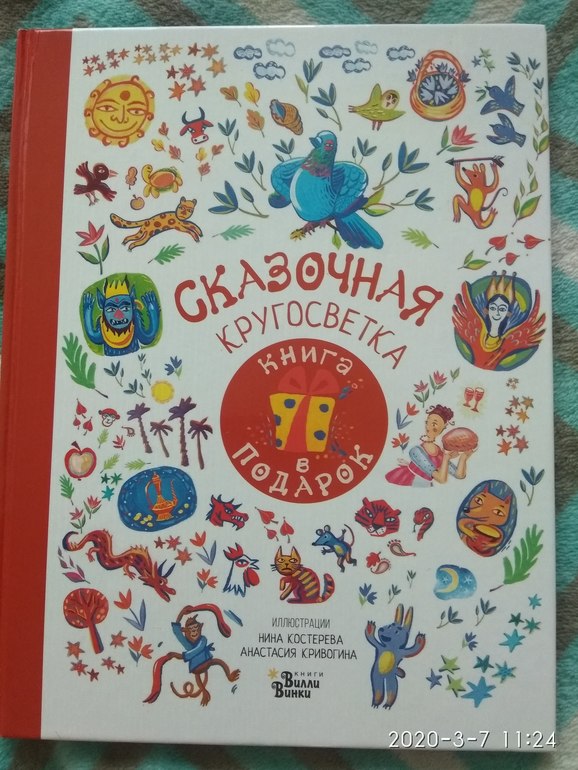 СКАЗОЧНАЯ
КРУГОСВЕТКА
КНИГА
В
ПОДАРОК
ИЛЛЮСТРАЦИИ
НИНА КОСТЕРЕВА
АНАСТАСИЯ КРИВОГИНА
КНИГИ
Вилли
Винки
2020-3-7 11:24